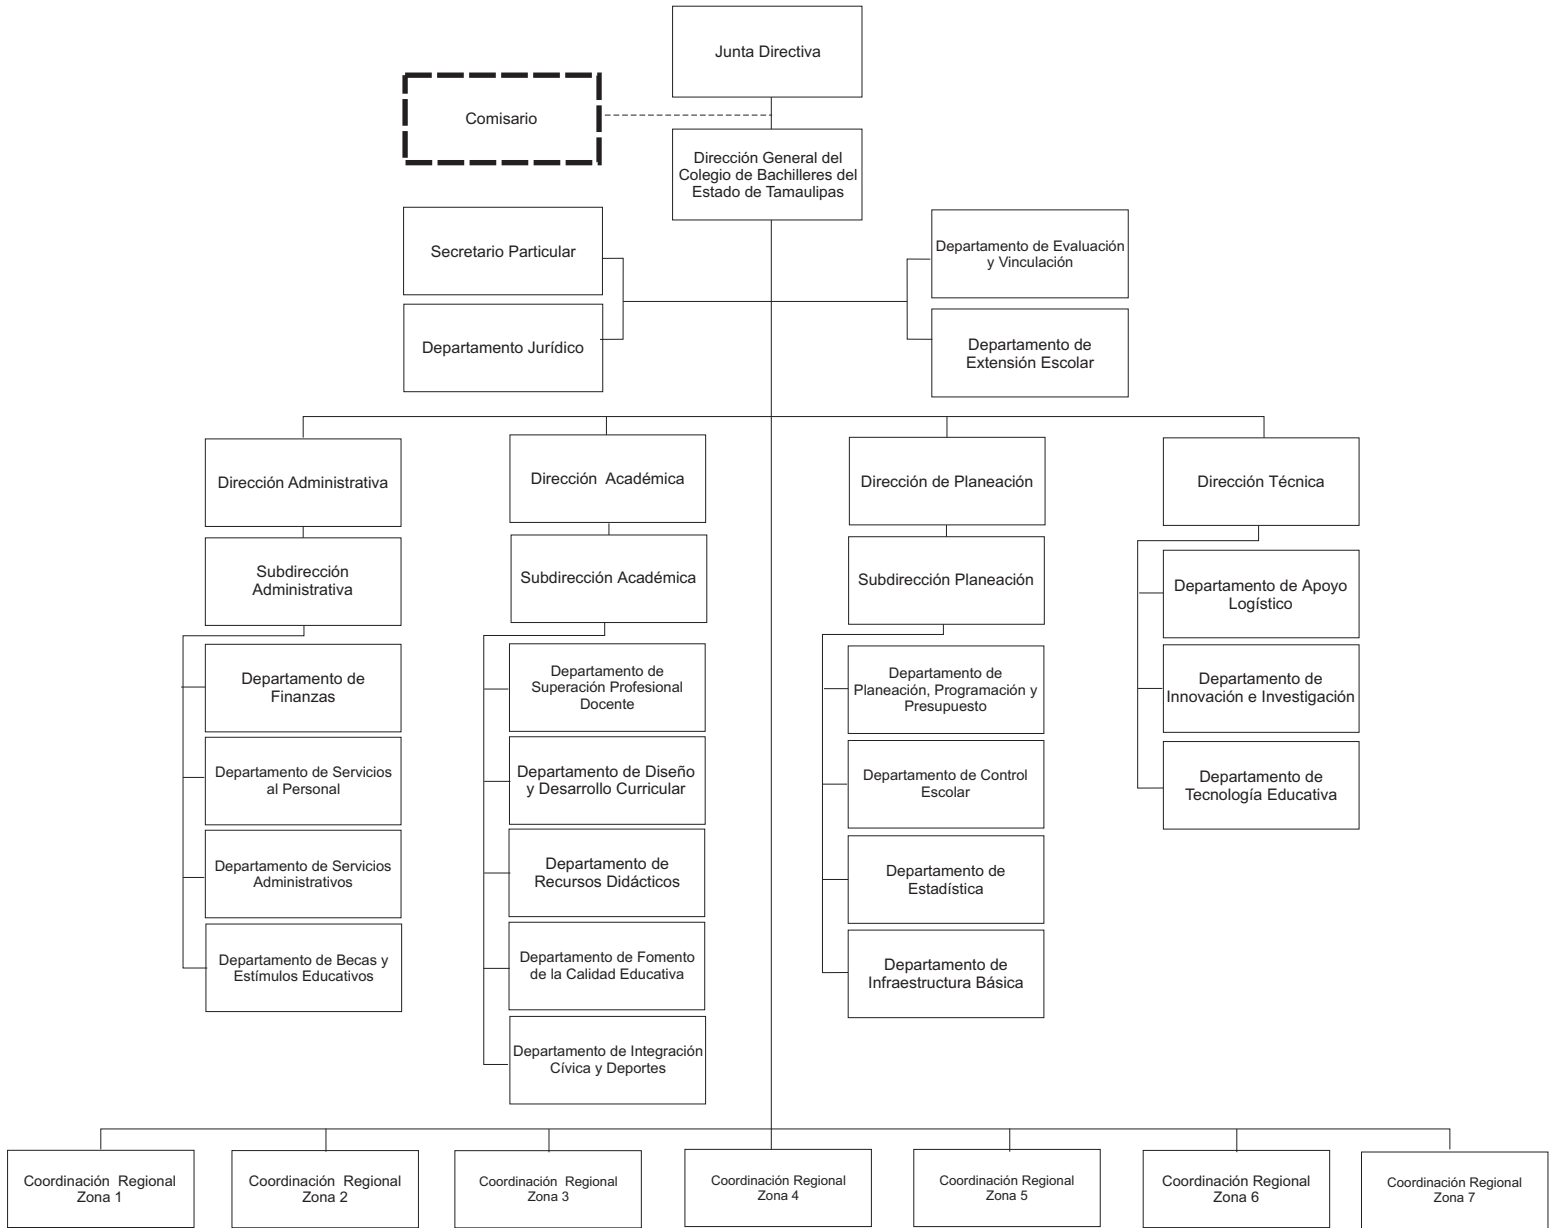 Junta Directiva
Comisario
Dirección General del
Colegio de Bachilleres del
Estado de Tamaulipas
Secretario Particular
Departamento de Evaluación
y Vinculación
Departamento Jurídico
Departamento de
Extensión Escolar
Dirección Administrativa
Dirección Académica
Dirección de Planeación
Dirección Técnica
Subdirección
Administrativa
Subdirección Académica
Subdirección Planeación
Departamento de Apoyo
Logístico
Departamento de
Finanzas
Departamento de
Superación Profesional
Docente
Departamento de
Planeación, Programación y
Presupuesto
Departamento de
Innovación e Investigación
Departamento de Servicios
al Personal
Departamento de Diseño
y Desarrollo Curricular
Departamento de Control
Escolar
Departamento de
Tecnología Educativa
Departamento de Servicios
Administrativos
Departamento de
Recursos Didácticos
Departamento de
Estadística
Departamento de Becas y
Estímulos Educativos
Departamento de Fomento
de la Calidad Educativa
Departamento de
Infraestructura Básica
Departamento de Integración
Cívica y Deportes
Coordinación Regional
Zona 1
Coordinación Regional
Zona 2
Coordinación Regional
Zona 3
Coordinación Regional
Zona 4
Coordinación Regional
Zona 5
Coordinación Regional
Zona 6
Coordinación Regional
Zona 7